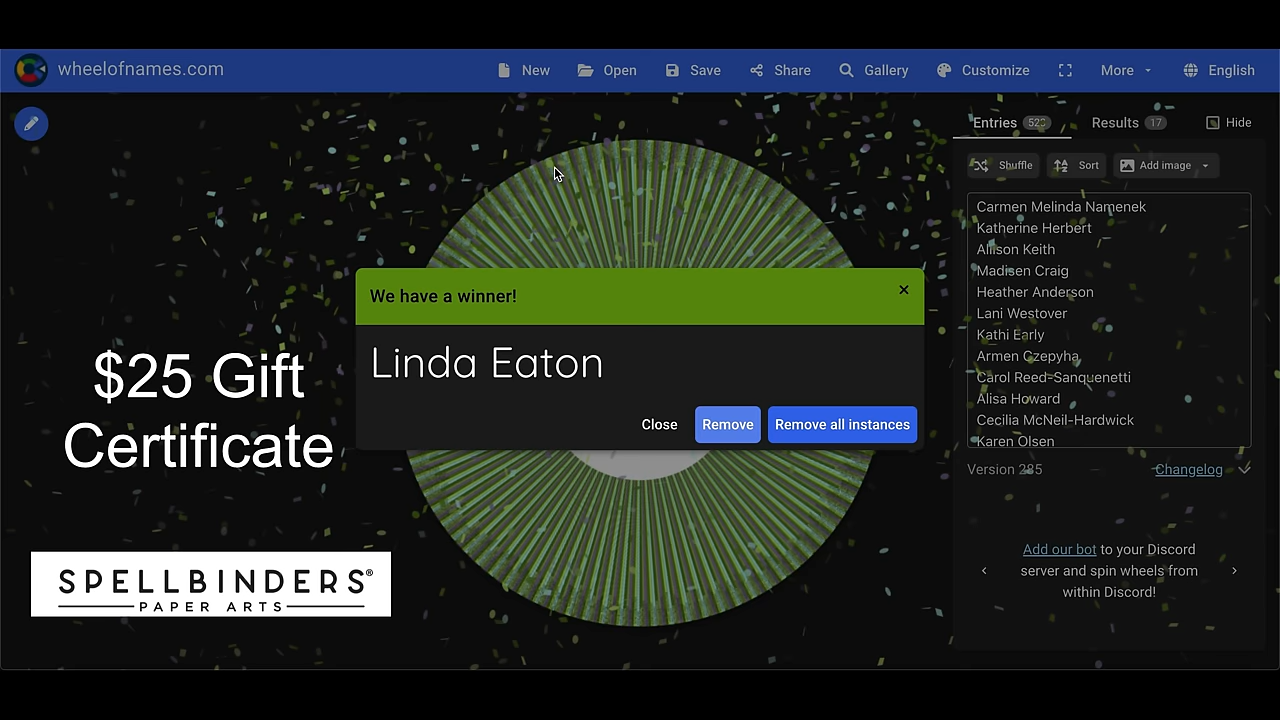 wheelofnames.com
New
Open
Save
Share
Gallery
Customize
More
English
Entries
Results 17
Hide
Shuffle
Sort
Add image
Carmen Melinda Namenek
Katherine Herbert
Allison Keith
Madisen Craig
Heather Anderson
Lani Westover
Kathi Early
Armen Czepyha
Carol Reed-Sanquenetti
Alisa Howard
Cecilia McNeil-Hardwick
Karen Olsen
Version 285
Changelog
Add our bot to your Discord
server and spin wheels from
within Discord!
We have a winner!
Linda Eaton
Close
Remove
Remove all instances
$25 Gift
Certificate
SPELLBINDERS®
PAPER ARTS